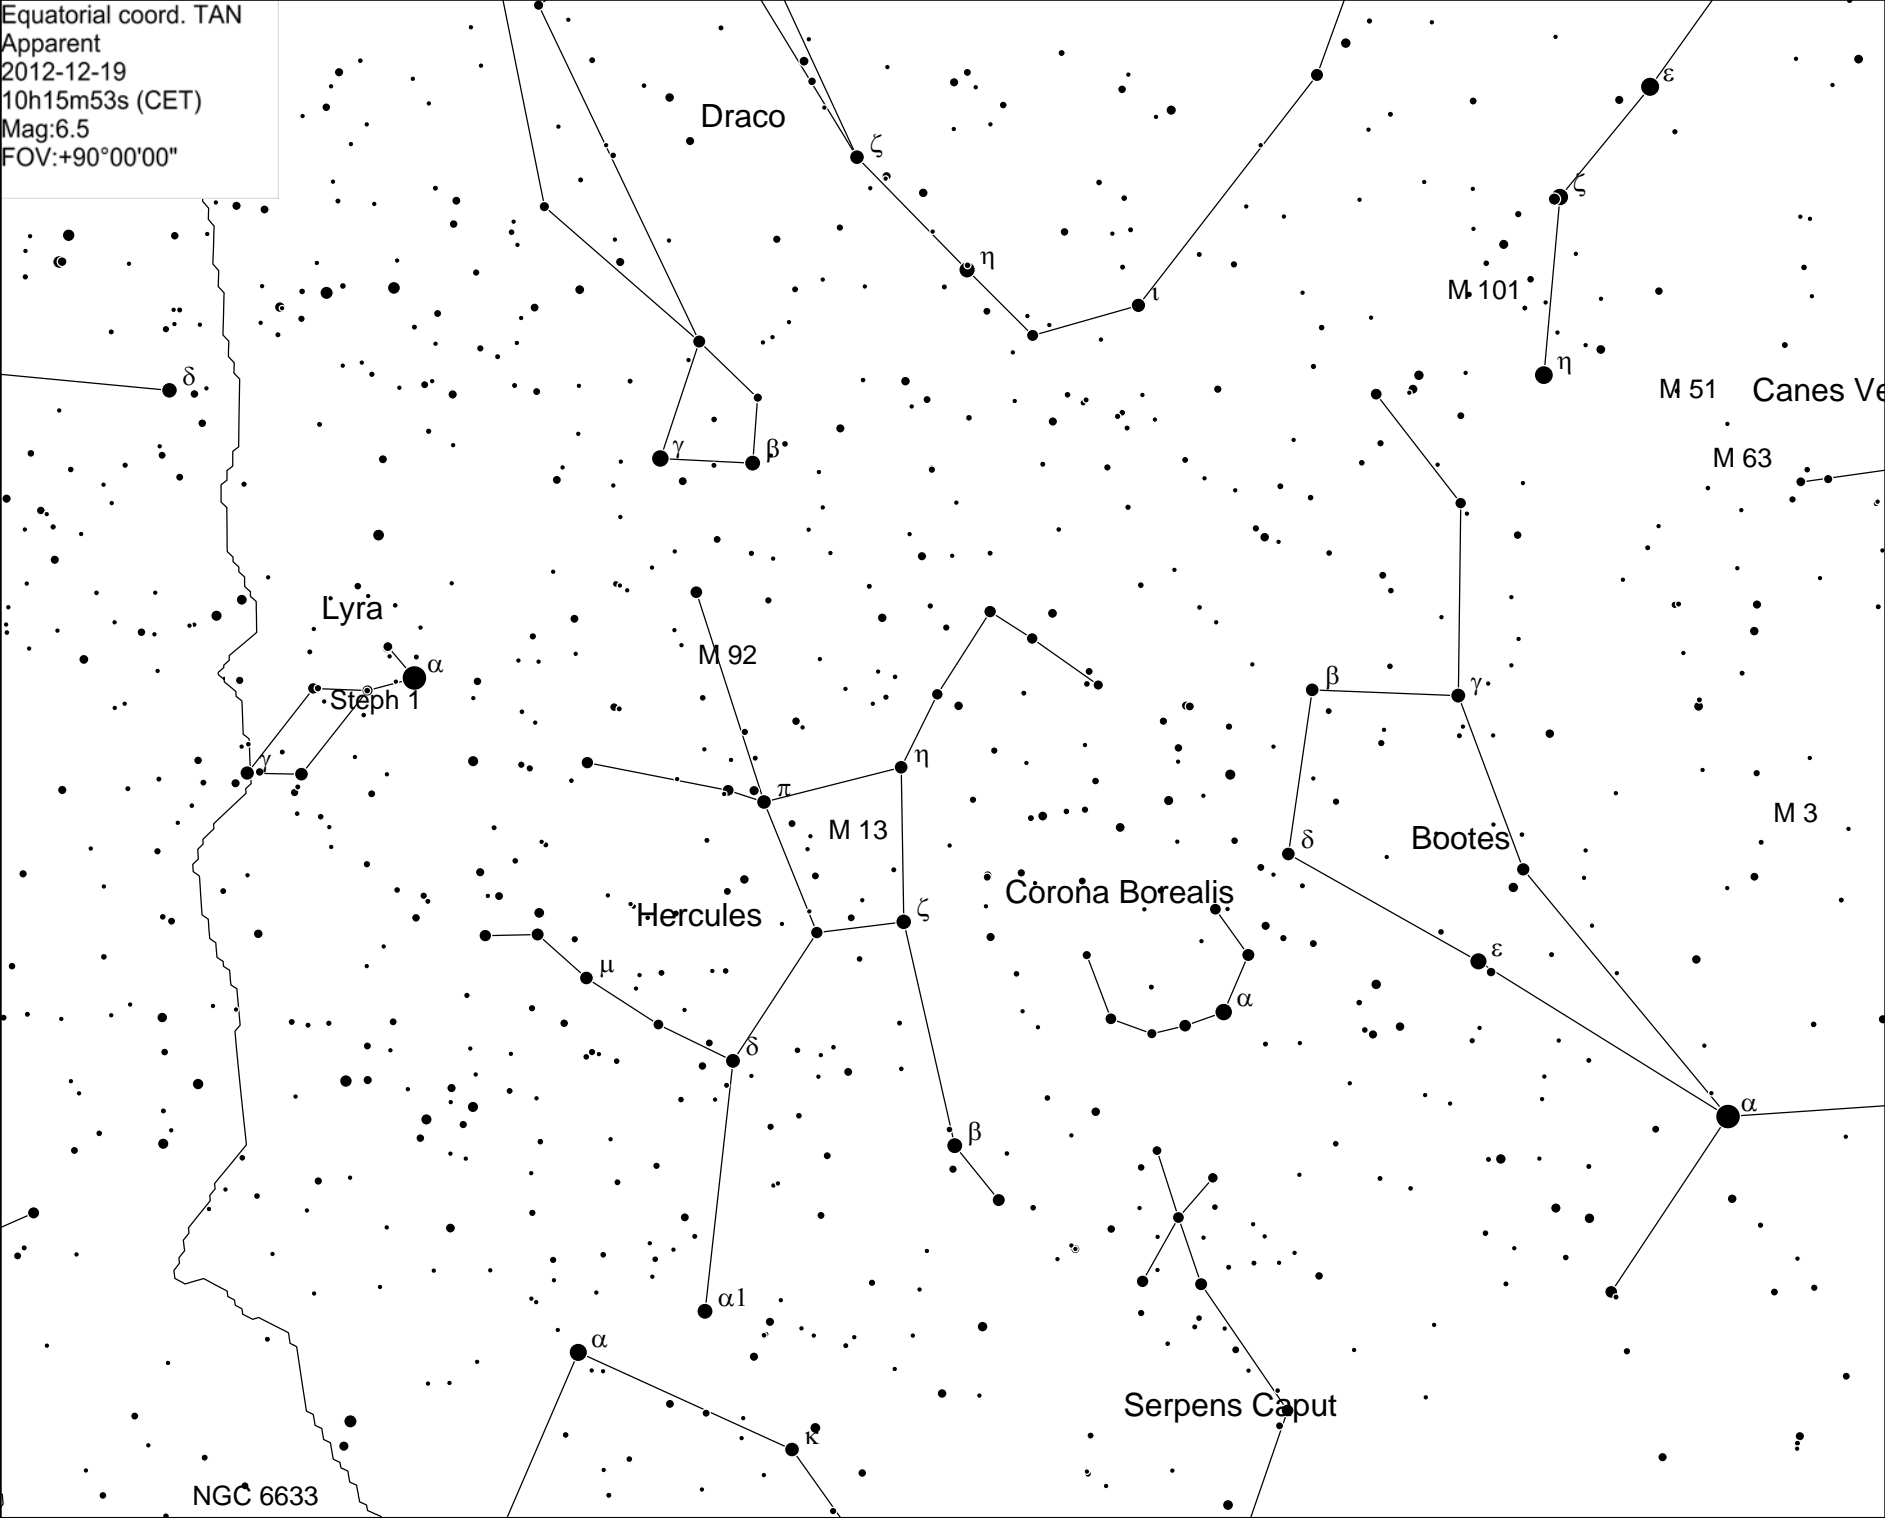 Equatorial coord. TAN
Apparent
2012-12-19
10h15m53s (CET)
Mag:6.5
FOV:+90°00'00"
ε
Draco
ζ
ζ
η
M 101
ι
η
δ
M 51
Canes Ve
γ
β
M 63
Lyra
M 92
α
β
γ
Steph 1
γ
η
π
M 3
M 13
Bootes
δ
Corona Borealis
Hercules
ζ
ε
μ
α
δ
α
β
α1
α
Serpens Caput
κ
NGC 6633